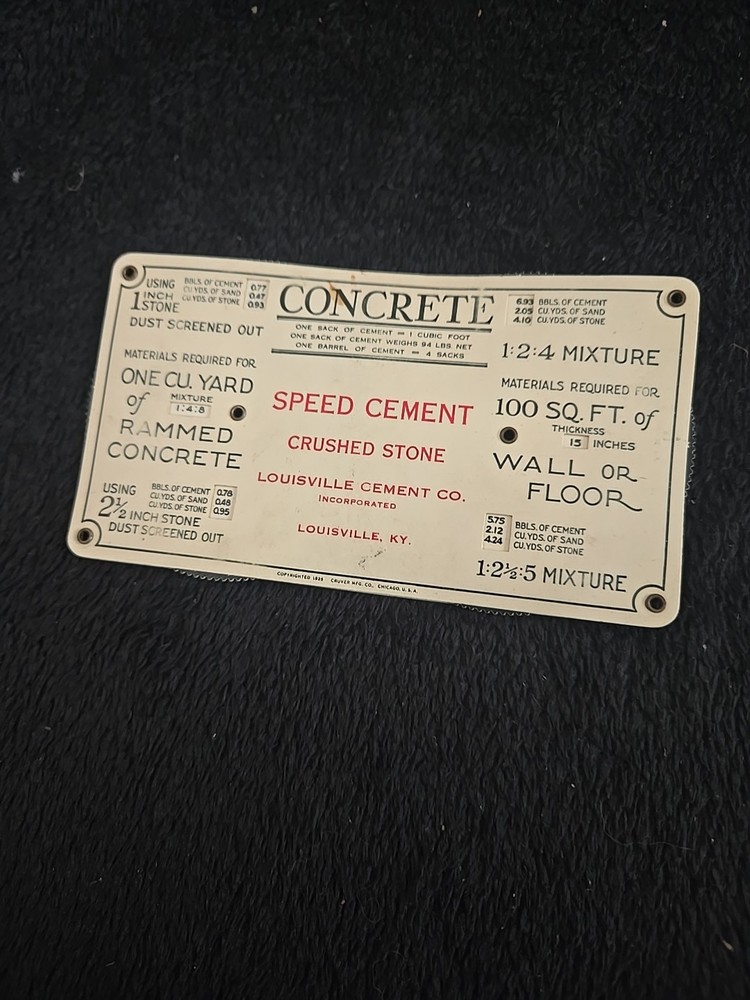 USING
1 INCH
STONE
BBLS. OF CEMENT 0.77
CU.YDS. OF SAND 0.47
CU.YDS. OF STONE 0.93
DUST SCREENED OUT
MATERIALS REQUIRED FOR
ONE CU. YARD
of MIXTURE
1:4:8
RAMMED
CONCRETE
USING
2½ INCH STONE
BBLS. OF CEMENT 0.78
CU.YDS. OF SAND 0.48
CU.YDS. OF STONE 0.95
DUST SCREENED OUT
CONCRETE
ONE SACK OF CEMENT = 1 CUBIC FOOT
ONE SACK OF CEMENT WEIGHS 94 LBS. NET
ONE BARREL OF CEMENT = 4 SACKS
SPEED CEMENT
CRUSHED STONE
LOUISVILLE CEMENT CO.
INCORPORATED
LOUISVILLE, KY.
6.93 BBLS. OF CEMENT
2.05 CU.YDS. OF SAND
4.10 CU.YDS. OF STONE
1:2:4 MIXTURE
MATERIALS REQUIRED FOR
100 SQ. FT. of
THICKNESS
15 INCHES
WALL OR
FLOOR
5.75 BBLS. OF CEMENT
2.12 CU.YDS. OF SAND
4.24 CU.YDS. OF STONE
1:2½:5 MIXTURE
CRUVER MFG. CO., CHICAGO, U.S.A.